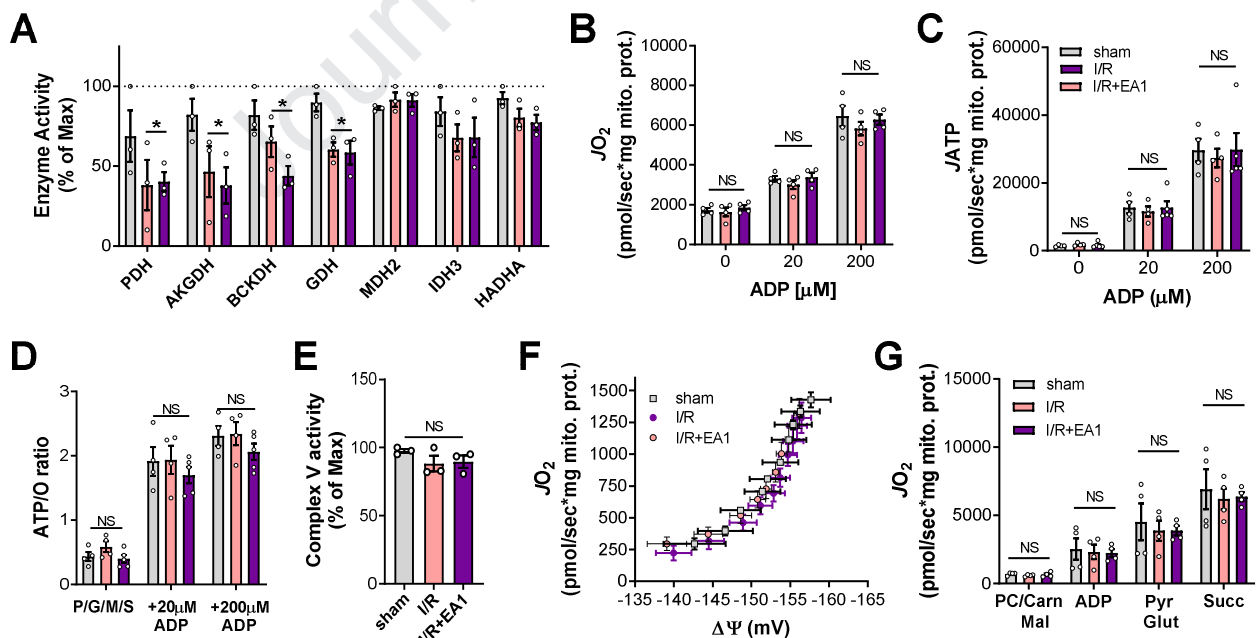 Journ
A
Enzyme Activity
(% of Max)
100
50
0
*
*
*
*
PDH
AKGDH
BCKDH
GDH
MDH2
IDH3
HADHA
B
JO2
(pmol/sec*mg mito. prot.)
10000
8000
6000
4000
2000
0
NS
NS
NS
0
20
200
ADP [µM]
C
JATP
(pmol/sec*mg mito. prot.)
60000
40000
20000
0
sham
I/R
I/R+EA1
NS
NS
NS
0
20
200
ADP (µM)
D
ATP/O ratio
3
2
1
0
NS
NS
NS
P/G/M/S
+20µM
ADP
+200µM
ADP
E
Complex V activity
(% of Max)
150
100
50
0
NS
sham
I/R
I/R+EA1
F
JO2
(pmol/sec*mg mito. prot.)
1500
1250
1000
750
500
250
0
sham
I/R
I/R+EA1
-135
-140
-145
-150
-155
-160
-165
ΔΨ (mV)
G
JO2
(pmol/sec*mg mito. prot.)
15000
10000
5000
0
sham
I/R
I/R+EA1
NS
NS
NS
NS
PC/Carn
Mal
ADP
Pyr
Glut
Succ